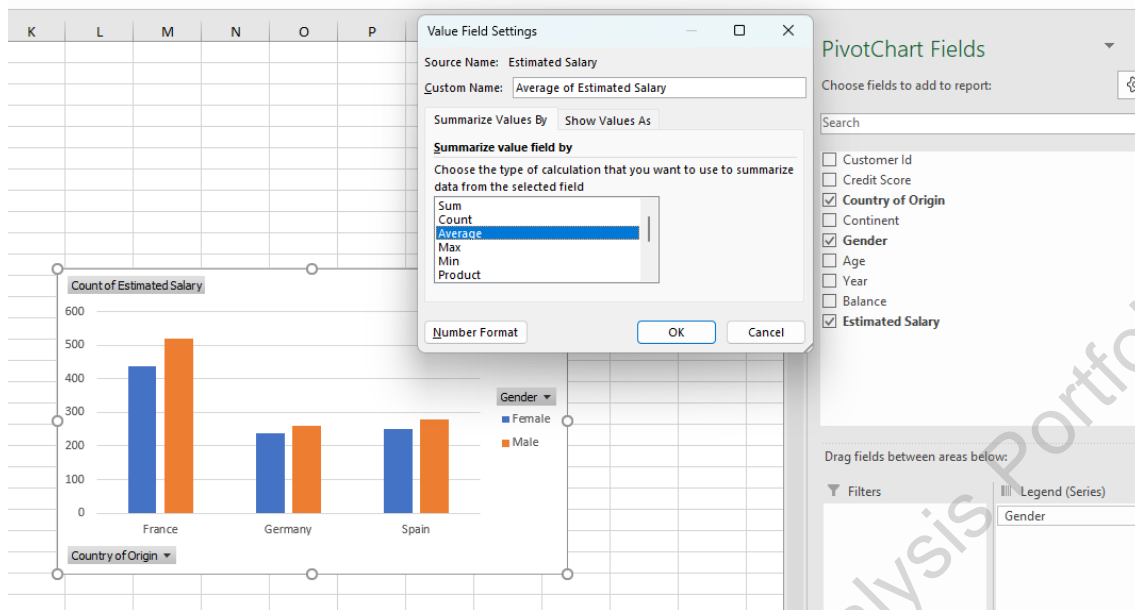 K L M N O P
Value Field Settings
Source Name: Estimated Salary
Custom Name: Average of Estimated Salary
Summarize Values By Show Values As
Summarize value field by
Choose the type of calculation that you want to use to summarize
data from the selected field
Sum
Count
Average
Max
Min
Product
Number Format OK Cancel
Count of Estimated Salary
600
500
400
300
200
100
0
France Germany Spain
Gender
Female
Male
Country of Origin
PivotChart Fields
Choose fields to add to report:
Search
Customer Id
Credit Score
Country of Origin
Continent
Gender
Age
Year
Balance
Estimated Salary
Drag fields between areas below:
Filters Legend (Series)
Gender